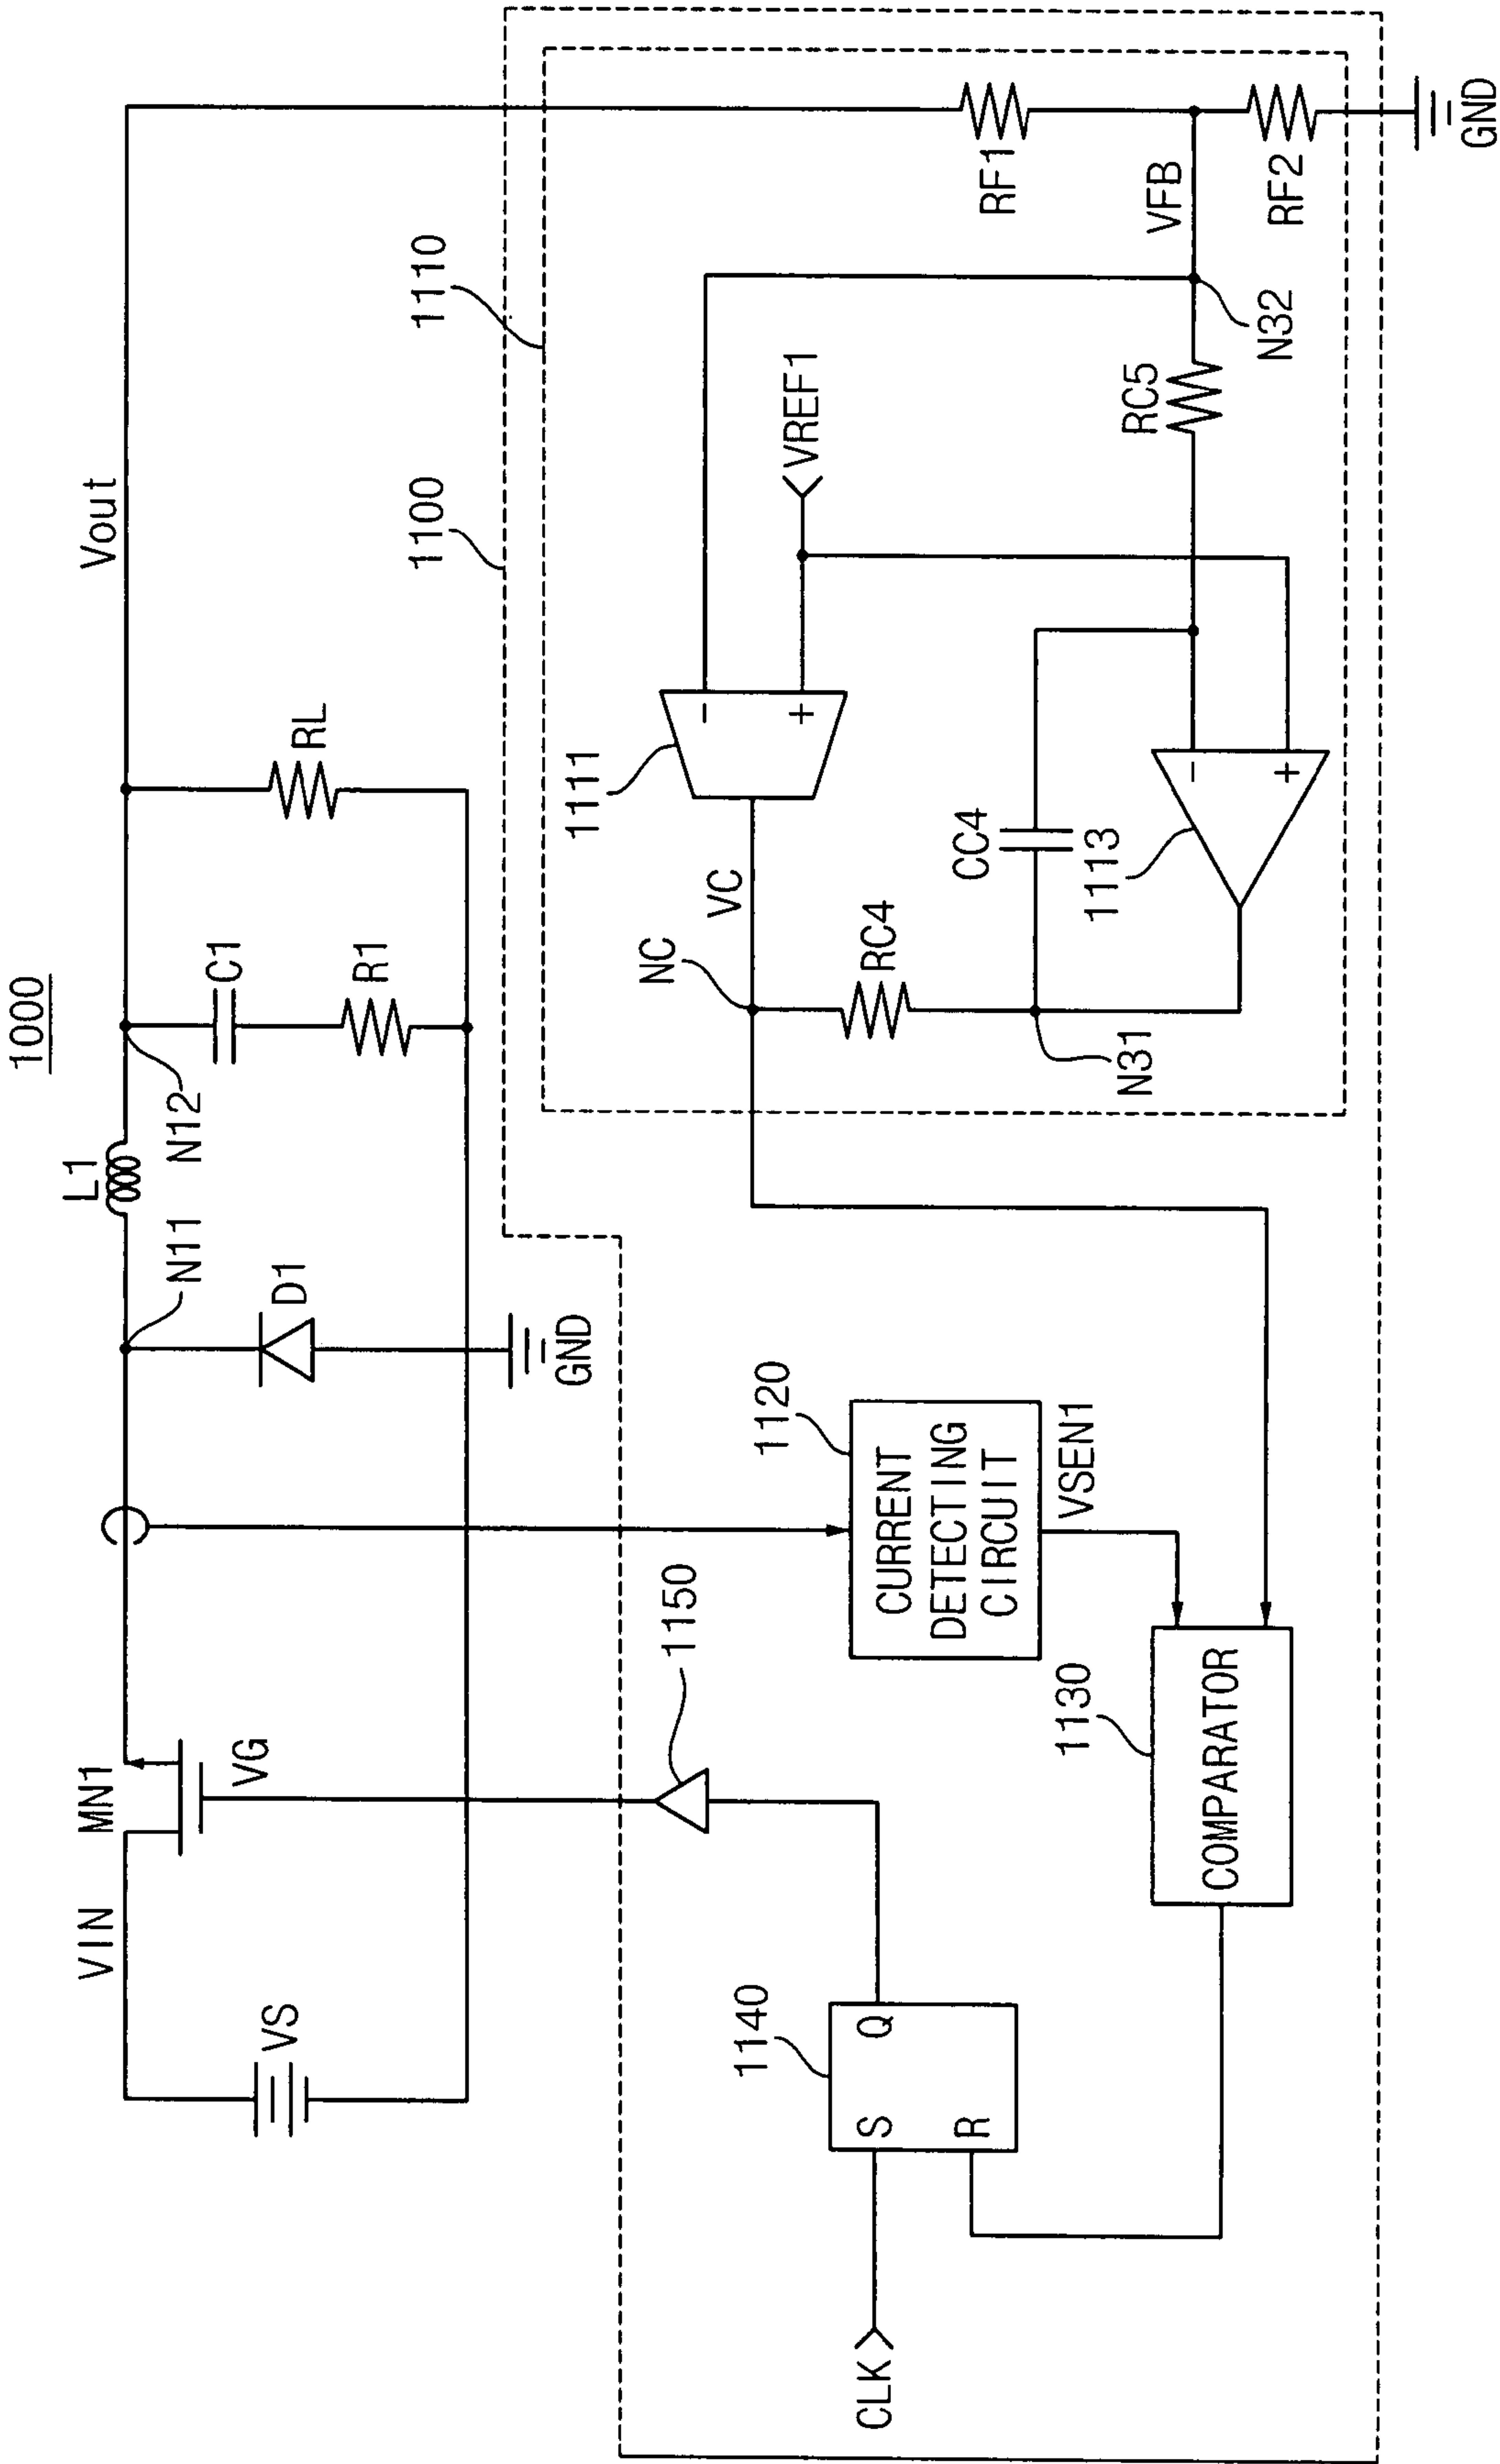 1000
VIN
MN1
VG
VS
N11
L1
N12
D1
GND
C1
R1
RL
Vout
1100
1110
1150
1120
CURRENT
DETECTING
CIRCUIT
VSEN1
1130
COMPARATOR
1140
S
Q
R
CLK
NC
VC
1111
-
+
VREF1
RC4
N31
CC4
1113
-
+
RC5
N32
VFB
RF1
RF2
GND